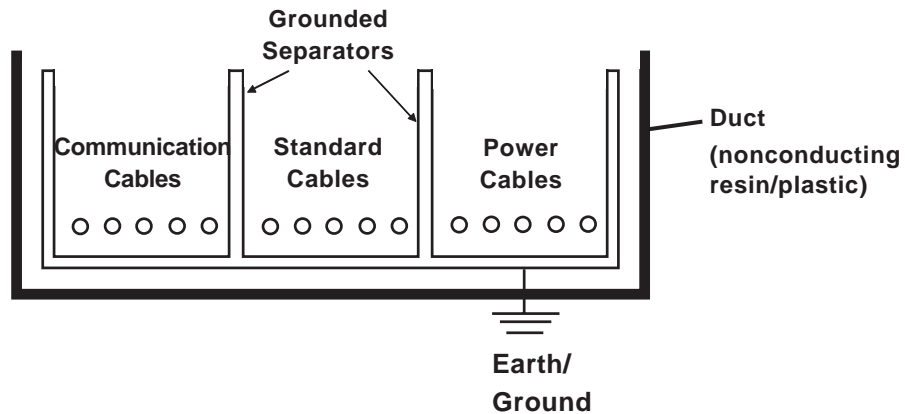 Grounded
Separators
Communication
Cables
Standard
Cables
Power
Cables
Duct
(nonconducting
resin/plastic)
Earth/
Ground